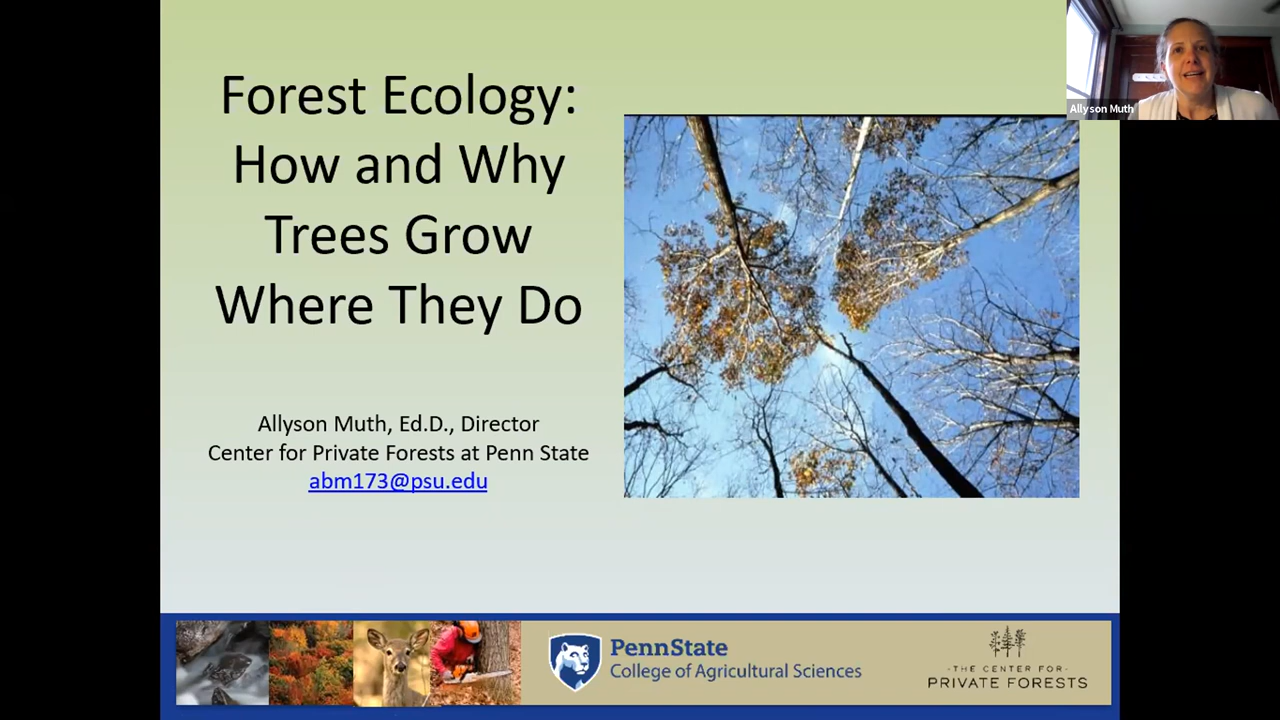 Forest Ecology:
How and Why
Trees Grow
Where They Do
Allyson Muth, Ed.D., Director
Center for Private Forests at Penn State
abm173@psu.edu
Allyson Muth
PennState
College of Agricultural Sciences
-THE CENTER FOR-
PRIVATE FORESTS